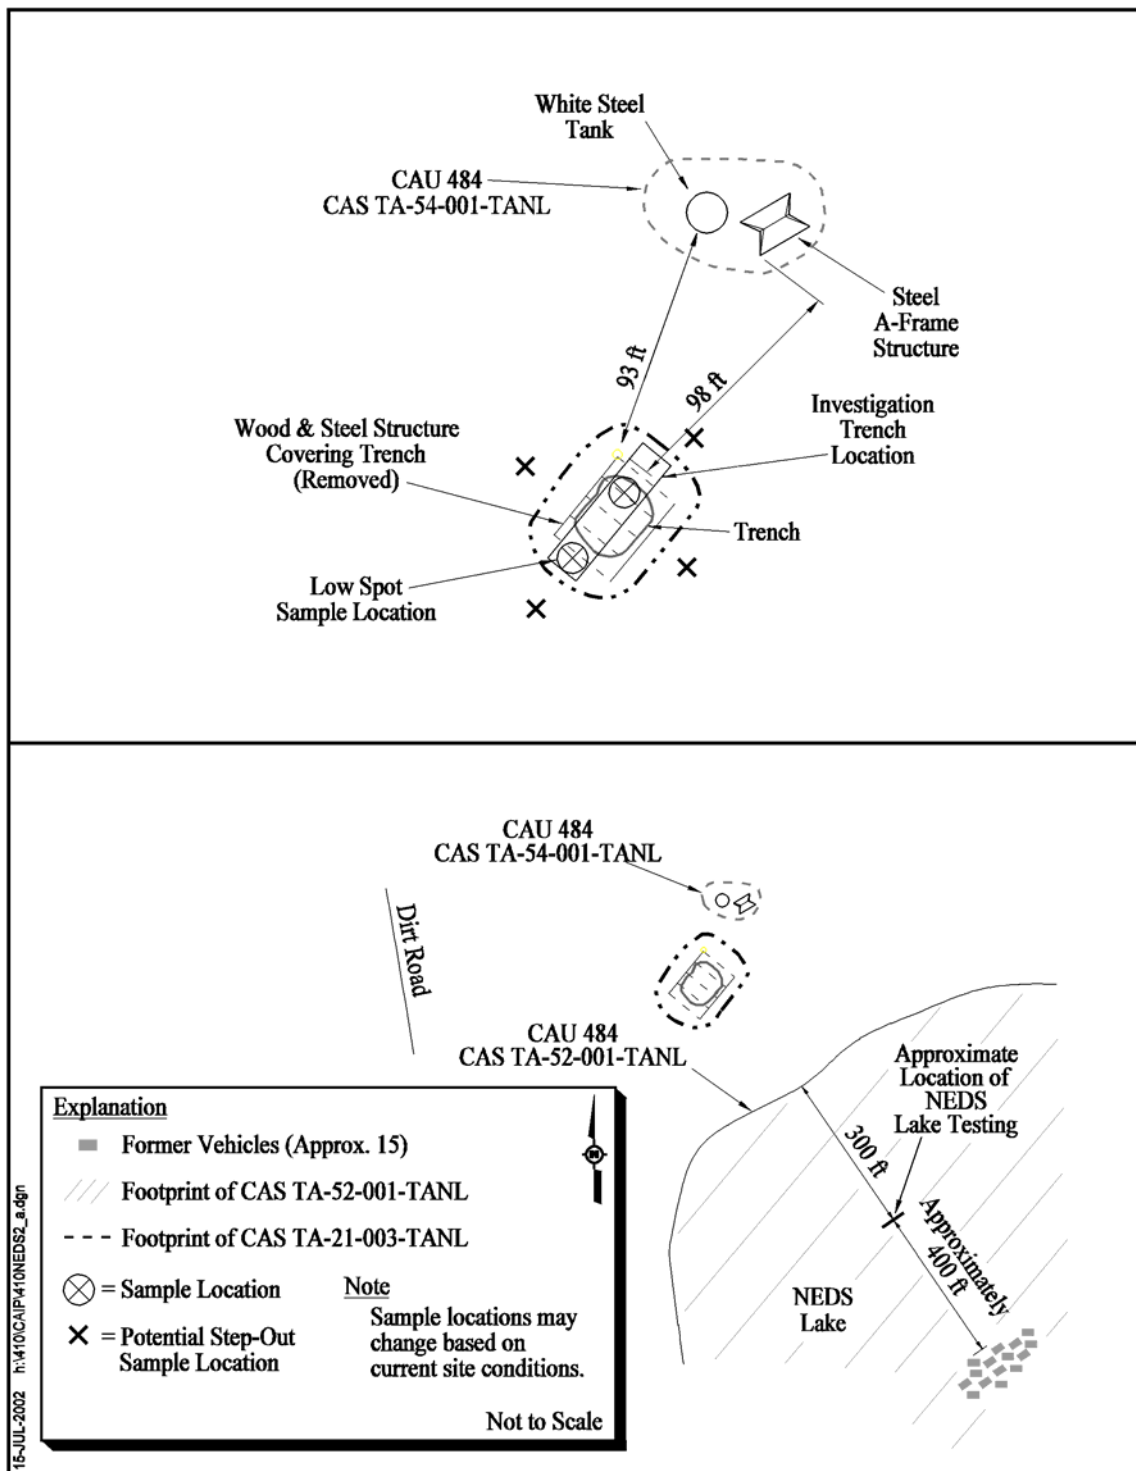 White Steel
Tank
CAU 484
CAS TA-54-001-TANL
Steel
A-Frame
Structure
93 ft
98 ft
Investigation
Trench
Location
Wood & Steel Structure
Covering Trench
(Removed)
Trench
Low Spot
Sample Location
CAU 484
CAS TA-54-001-TANL
Dirt Road
CAU 484
CAS TA-52-001-TANL
Approximate
Location of
NEDS
Lake Testing
300 ft
Approximately
400 ft
NEDS
Lake
Explanation
Former Vehicles (Approx. 15)
Footprint of CAS TA-52-001-TANL
Footprint of CAS TA-21-003-TANL
= Sample Location
= Potential Step-Out
Sample Location
N
Note
Sample locations may
change based on
current site conditions.
Not to Scale
15-JUL-2002 h:\410\CAIP\410NEDS2_a.dgn